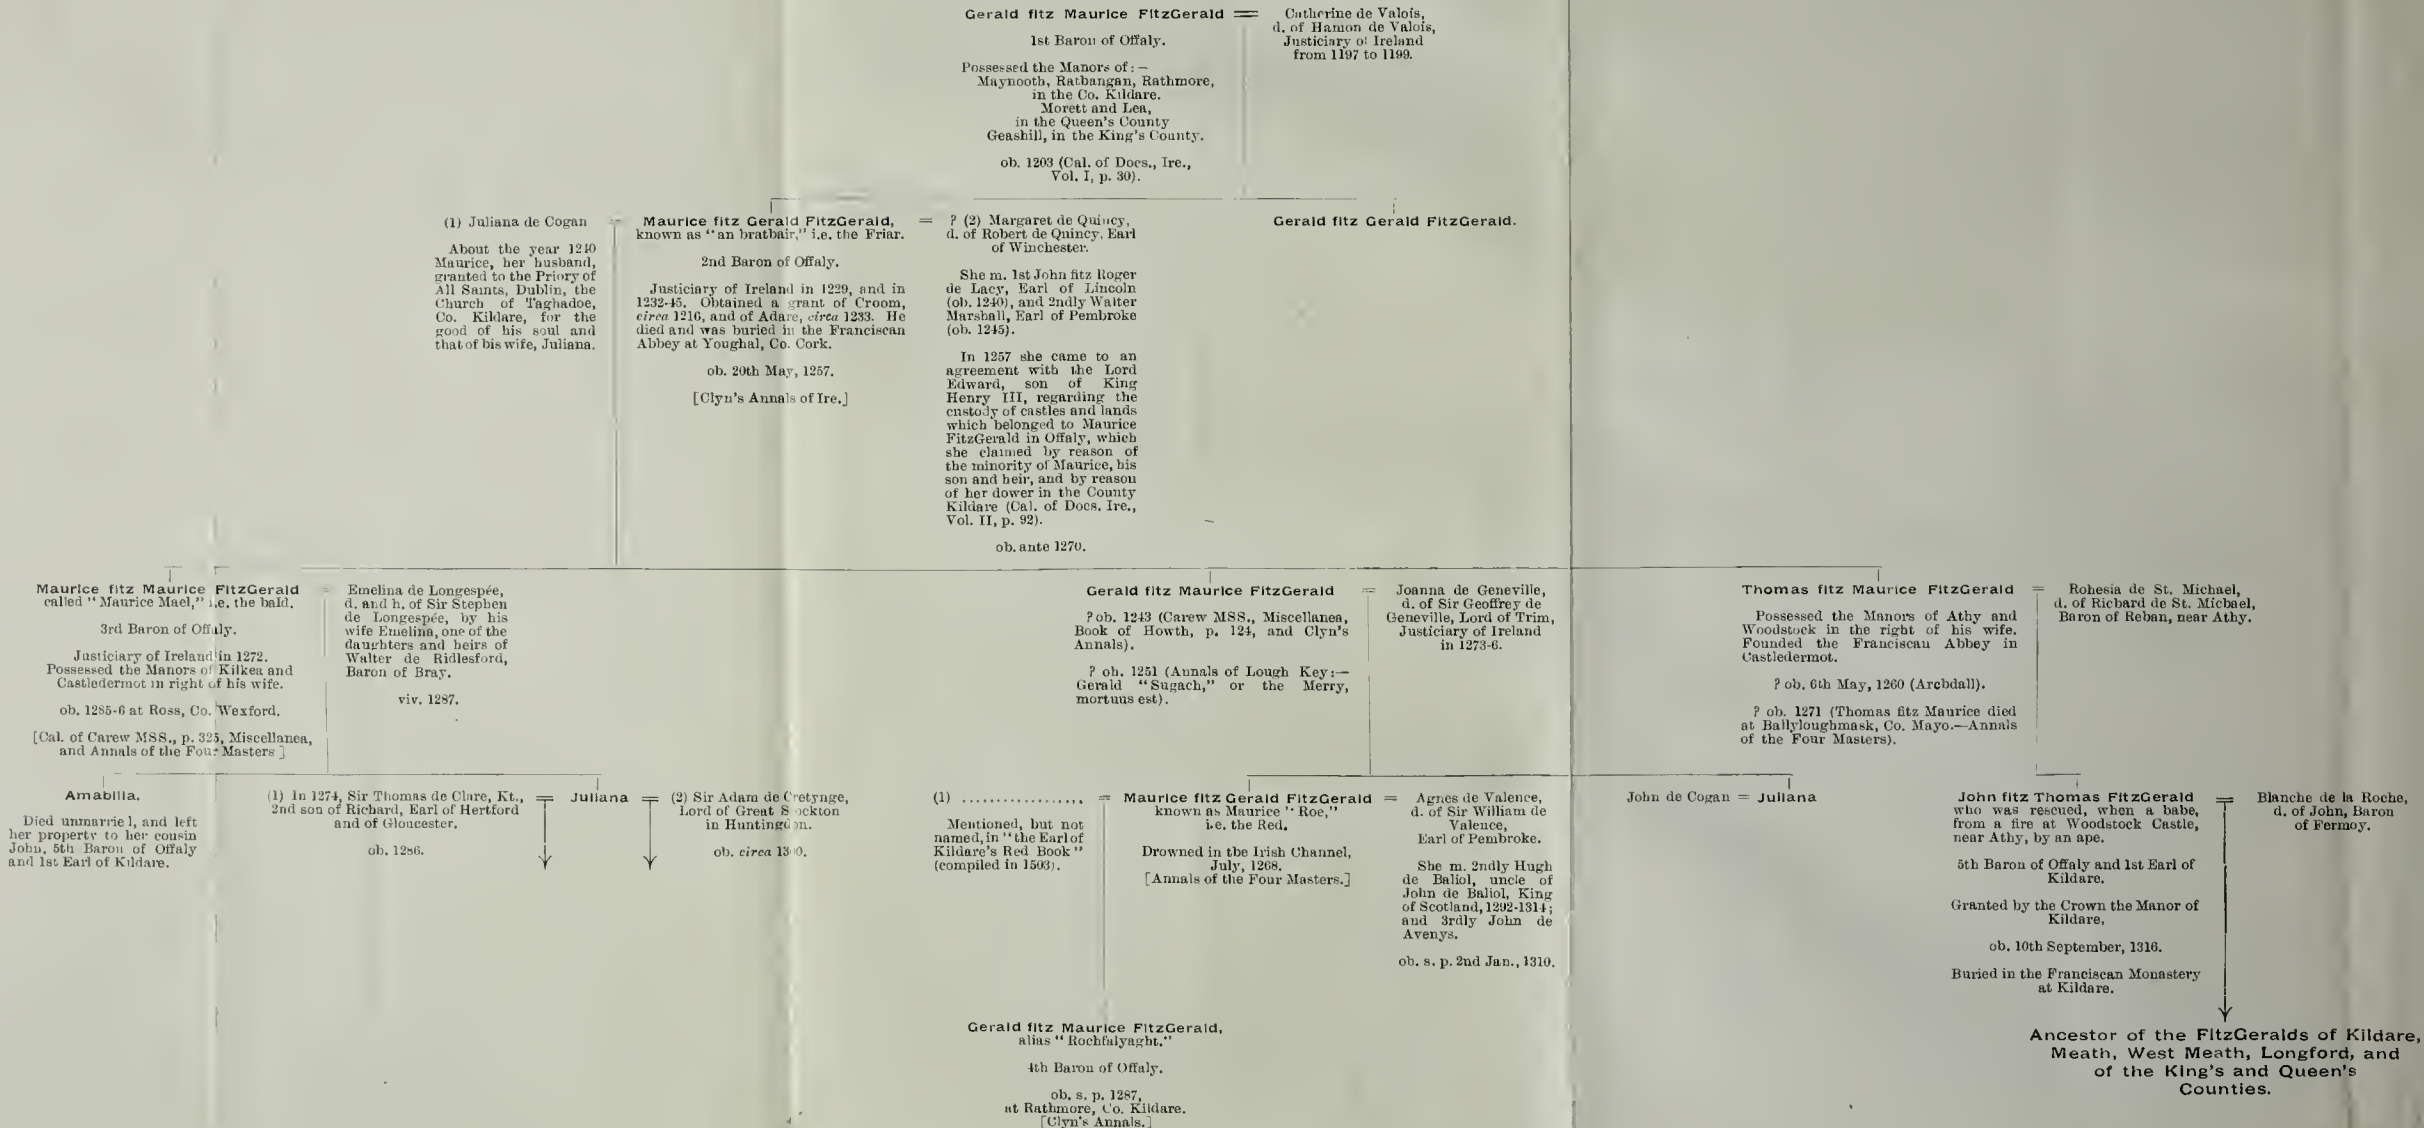 Gerald fitz Maurice FitzGerald =
1st Baron of Offaly.
Possessed the Manors of:—
Maynooth, Ratbangan, Rathmore,
in the Co. Kildare.
Morett and Lea,
in the Queen's County
Geashill, in the King's County.
ob. 1203 (Cal. of Docs., Ire.,
Vol. I, p. 30).
Catherine de Valois,
d. of Hamon de Valois,
Justiciary of Ireland
from 1197 to 1199.
(1) Juliana de Cogan =
About the year 1240
Maurice, her husband,
granted to the Priory of
All Saints, Dublin, the
Church of Taghadoe,
Co. Kildare, for the
good of his soul and
that of his wife, Juliana.
Maurice fitz Gerald FitzGerald, =
known as "an bratbair," i.e. the Friar.
2nd Baron of Offaly.
Justiciary of Ireland in 1229, and in
1232-45. Obtained a grant of Croom,
circa 1216, and of Adare, circa 1233. He
died and was buried in the Franciscan
Abbey at Youghal, Co. Cork.
ob. 20th May, 1257.
[Clyn's Annals of Ire.]
? (2) Margaret de Quincy,
d. of Robert de Quincy, Earl
of Winchester.
She m. 1st John fitz Roger
de Lacy, Earl of Lincoln
(ob. 1240), and 2ndly Walter
Marshall, Earl of Pembroke
(ob. 1245).
In 1257 she came to an
agreement with the Lord
Edward, son of King
Henry III, regarding the
custody of castles and lands
which belonged to Maurice
FitzGerald in Offaly, which
she claimed by reason of
the minority of Maurice, his
son and heir, and by reason
of her dower in the County
Kildare (Cal. of Docs. Ire.,
Vol. II, p. 92).
ob. ante 1270.
Gerald fitz Gerald FitzGerald.
Maurice fitz Maurice FitzGerald =
called "Maurice Mael," i.e. the bald.
3rd Baron of Offaly.
Justiciary of Ireland in 1272.
Possessed the Manors of Kilkea and
Castledermot in right of his wife.
ob. 1285-6 at Ross, Co. Wexford.
[Cal. of Carew MSS., p. 325, Miscellanea,
and Annals of the Four Masters]
Emelina de Longespée,
d. and h. of Sir Stephen
de Longespée, by his
wife Emelina, one of the
daughters and heirs of
Walter de Ridlesford,
Baron of Bray.
viv. 1287.
Gerald fitz Maurice FitzGerald =
? ob. 1243 (Carew MSS., Miscellanea,
Book of Howth, p. 124, and Clyn's
Annals).
? ob. 1251 (Annals of Lough Key:—
Gerald "Sugach," or the Merry,
mortuus est).
Joanna de Geneville,
d. of Sir Geoffrey de
Geneville, Lord of Trim,
Justiciary of Ireland
in 1273-6.
Thomas fitz Maurice FitzGerald =
Possessed the Manors of Athy and
Woodstock in the right of his wife.
Founded the Franciscan Abbey in
Castledermot.
? ob. 6th May, 1260 (Arcbdall).
? ob. 1271 (Thomas fitz Maurice died
at Ballyloughmask, Co. Mayo.—Annals
of the Four Masters).
Rohesia de St. Michael,
d. of Richard de St. Michael,
Baron of Reban, near Athy.
Amabilia.
Died unmarried, and left
her property to her cousin
John, 5th Baron of Offaly
and 1st Earl of Kildare.
(1) In 1274, Sir Thomas de Clare, Kt., =
2nd son of Richard, Earl of Hertford
and of Gloucester.
ob. 1286.
Juliana =
(2) Sir Adam de Cretynge,
Lord of Great Stockton
in Huntingdon.
ob. circa
(1) .................. =
Mentioned, but not
named, in "the Earl of
Kildare's Red Book"
(compiled in 1503).
Maurice fitz Gerald FitzGerald =
known as Maurice "Roe,"
i.e. the Red.
Drowned in the Irish Channel,
July, 1268.
[Annals of the Four Masters.]
Agnes de Valence,
d. of Sir William de
Valence,
Earl of Pembroke.
She m. 2ndly Hugh
de Baliol, uncle of
John de Baliol, King
of Scotland, 1292-1314;
and 3rdly John de
Avenys.
ob. s. p. 2nd Jan., 1310.
John de Cogan = Juliana
John fitz Thomas FitzGerald =
who was rescued, when a babe,
from a fire at Woodstock Castle,
near Athy, by an ape.
5th Baron of Offaly and 1st Earl of
Kildare.
Granted by the Crown the Manor of
Kildare,
ob. 10th September, 1316.
Buried in the Franciscan Monastery
at Kildare.
Blanche de la Roche,
d. of John, Baron
of Fermoy.
Gerald fitz Maurice FitzGerald,
alias "Rochfalyaght."
4th Baron of Offaly.
ob. s. p. 1287,
at Rathmore, Co. Kildare.
[Clyn's Annals.]
Ancestor of the FitzGeralds of Kildare,
Meath, West Meath, Longford, and
of the King's and Queen's
Counties.